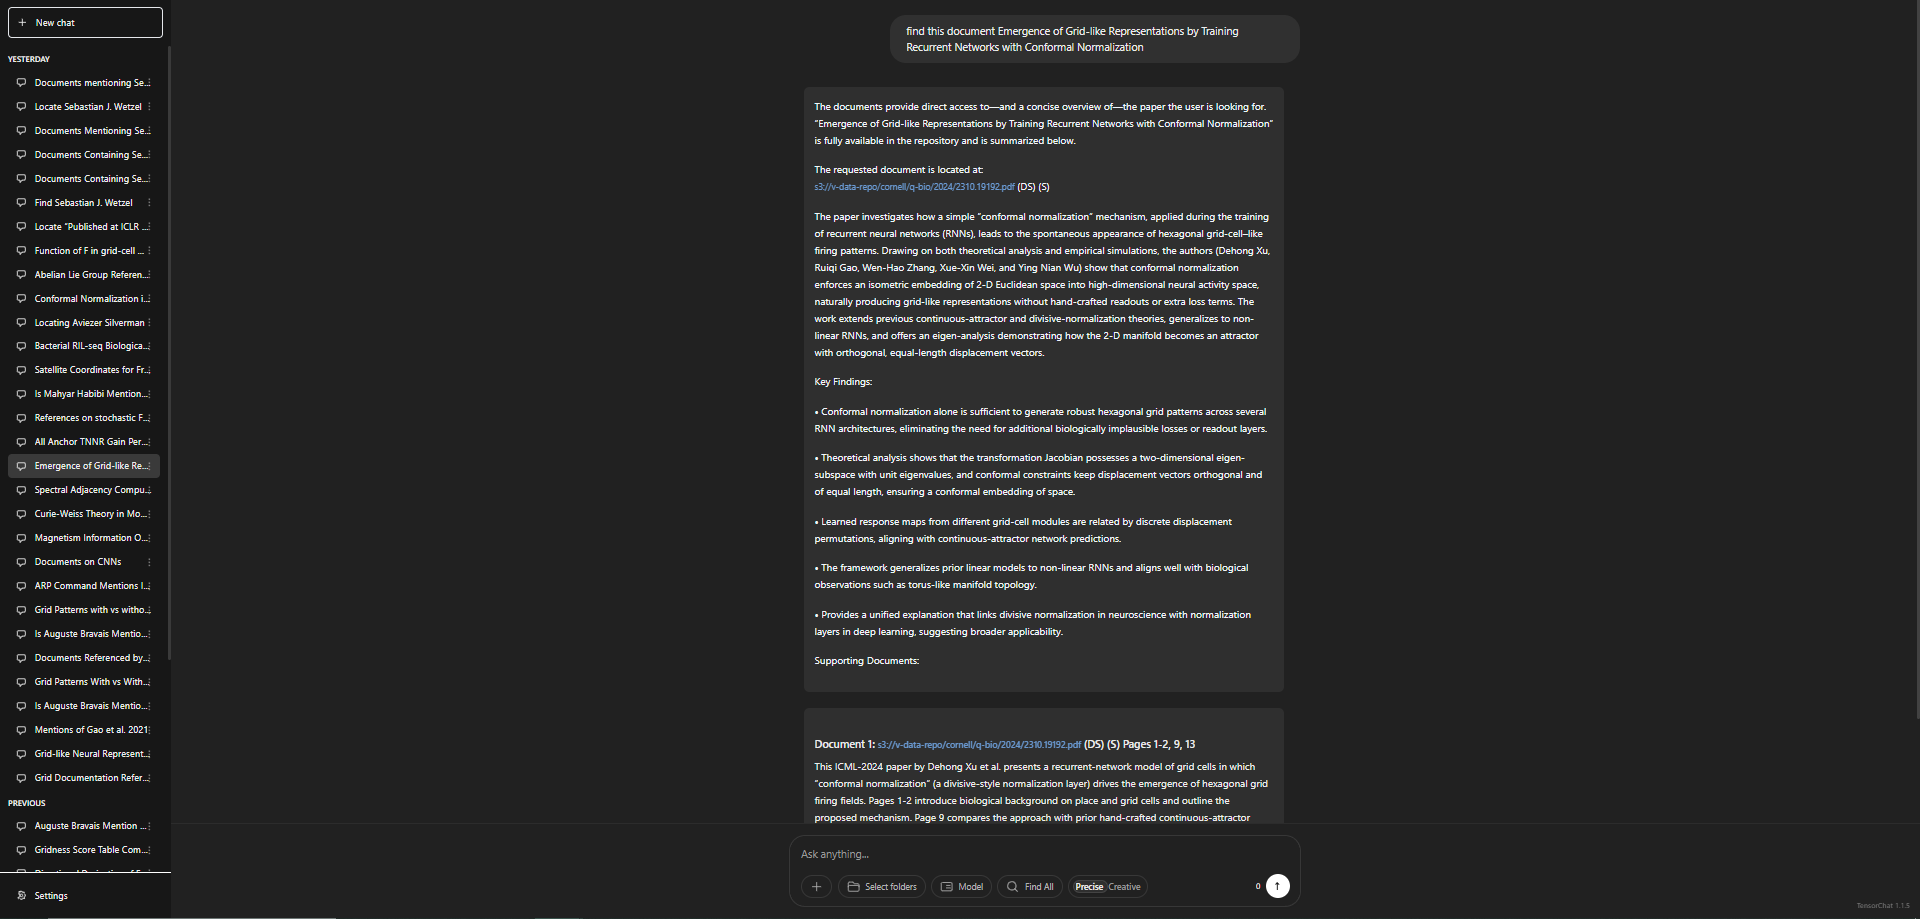 New chat
YESTERDAY
Documents mentioning Se...
Locate Sebastian J. Wetzel
Documents Mentioning Se...
Documents Containing Se...
Documents Containing Se...
Find Sebastian J. Wetzel
Locate "Published at ICLR ...
Function of F in grid-cell ...
Abelian Lie Group Referen...
Conformal Normalization i...
Locating Aviezer Silverman
Bacterial RIL-seq Biologica...
Satellite Coordinates for Fr...
Is Mahyar Habibi Mention...
References on stochastic F...
All Anchor TNNR Gain Per...
Emergence of Grid-like Re...
Spectral Adjacency Compu...
Curie-Weiss Theory in Mo...
Magnetism Information O...
Documents on CNNs
ARP Command Mentions I...
Grid Patterns with vs witho...
Is Auguste Bravais Mentio...
Documents Referenced by...
Grid Patterns With vs With...
Is Auguste Bravais Mentio...
Mentions of Gao et al. 2021
Grid-like Neural Represent...
Grid Documentation Refer...
PREVIOUS
Auguste Bravais Mention ...
Gridness Score Table Com...
Settings
find this document Emergence of Grid-like Representations by Training
Recurrent Networks with Conformal Normalization
The documents provide direct access to—and a concise overview of—the paper the user is looking for.
"Emergence of Grid-like Representations by Training Recurrent Networks with Conformal Normalization"
is fully available in the repository and is summarized below.
The requested document is located at:
s3://v-data-repo/cornell/q-bio/2024/2310.19192.pdf (DS) (S)
The paper investigates how a simple "conformal normalization" mechanism, applied during the training
of recurrent neural networks (RNNs), leads to the spontaneous appearance of hexagonal grid-cell–like
firing patterns. Drawing on both theoretical analysis and empirical simulations, the authors (Dehong Xu,
Ruiqi Gao, Wen-Hao Zhang, Xue-Xin Wei, and Ying Nian Wu) show that conformal normalization
enforces an isometric embedding of 2-D Euclidean space into high-dimensional neural activity space,
naturally producing grid-like representations without hand-crafted readouts or extra loss terms. The
work extends previous continuous-attractor and divisive-normalization theories, generalizes to non-
linear RNNs, and offers an eigen-analysis demonstrating how the 2-D manifold becomes an attractor
with orthogonal, equal-length displacement vectors.
Key Findings:
• Conformal normalization alone is sufficient to generate robust hexagonal grid patterns across several
RNN architectures, eliminating the need for additional biologically implausible losses or readout layers.
• Theoretical analysis shows that the transformation Jacobian possesses a two-dimensional eigen-
subspace with unit eigenvalues, and conformal constraints keep displacement vectors orthogonal and
of equal length, ensuring a conformal embedding of space.
• Learned response maps from different grid-cell modules are related by discrete displacement
permutations, aligning with continuous-attractor network predictions.
• The framework generalizes prior linear models to non-linear RNNs and aligns well with biological
observations such as torus-like manifold topology.
• Provides a unified explanation that links divisive normalization in neuroscience with normalization
layers in deep learning, suggesting broader applicability.
Supporting Documents:
Document 1: s3://v-data-repo/cornell/q-bio/2024/2310.19192.pdf (DS) (S) Pages 1-2, 9, 13
This ICML-2024 paper by Dehong Xu et al. presents a recurrent-network model of grid cells in which
"conformal normalization" (a divisive-style normalization layer) drives the emergence of hexagonal grid
firing fields. Pages 1-2 introduce biological background on place and grid cells and outline the
proposed mechanism. Page 9 compares the approach with prior hand-crafted continuous-attractor
Ask anything...
Select folders
Model
Find All
Precise Creative
0
TensorChat 1.1.5